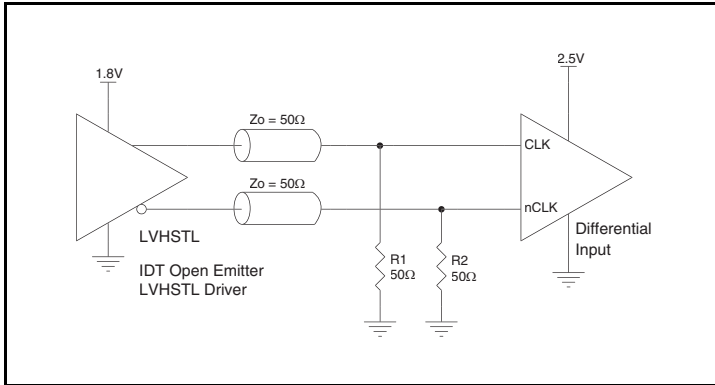 1.8V
2.5V
Zo = 50Ω
CLK
Zo = 50Ω
nCLK
LVHSTL
Differential
Input
R1
50Ω
R2
50Ω
IDT Open Emitter
LVHSTL Driver